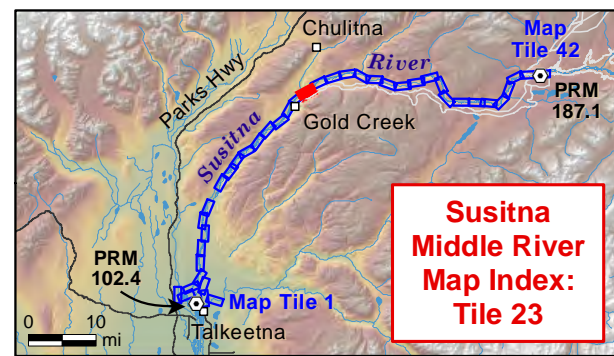 Chulitna
Map
Tile 42
Parks Hwy
River
PRM
187.1
Gold Creek
Susitna
Susitna
Middle River
Map Index:
Tile 23
PRM
102.4
Map Tile 1
Talkeetna
0 10
mi